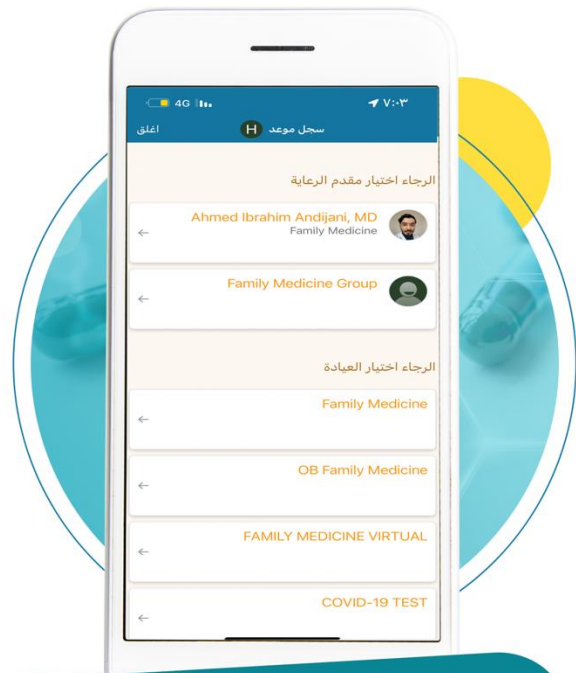 4G
٧:٠٣
سجل موعد
H
اغلق
الرجاء اختيار مقدم الرعاية
Ahmed Ibrahim Andijani, MD
Family Medicine
Family Medicine Group
الرجاء اختيار العيادة
Family Medicine
OB Family Medicine
FAMILY MEDICINE VIRTUAL
COVID-19 TEST